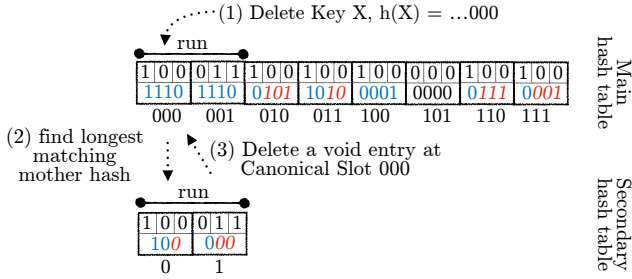 (1) Delete Key X, h(X) = ...000
run
1 0 0 0 1 1 1 0 0 1 0 0 1 0 0 0 0 0 1 0 0 1 0 0
1110 1110 0101 1010 0001 0000 0111 0001
000 001 010 011 100 101 110 111
Main
hash table
(2) find longest
matching
mother hash
(3) Delete a void entry at
Canonical Slot 000
run
1 0 0 0 1 1
100 000
0 1
Secondary
hash table